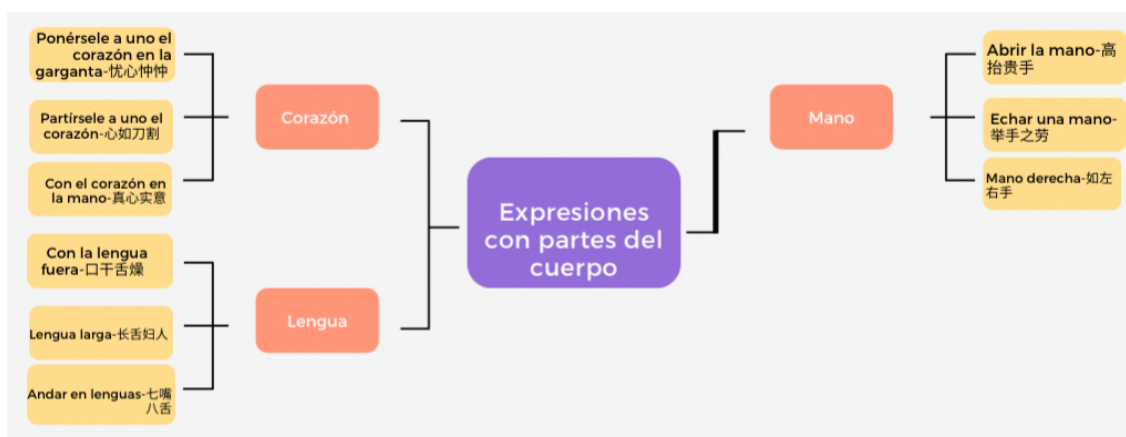 Ponérsele a uno el
corazón en la
garganta-忧心忡忡
Partírsele a uno el
corazón-心如刀割
Con el corazón en
la mano-真心实意
Corazón
Con la lengua
fuera-口干舌燥
Lengua larga-长舌妇人
Andar en lenguas-七嘴
八舌
Lengua
Expresiones
con partes del
cuerpo
Mano
Abrir la mano-高
抬贵手
Echar una mano-
举手之劳
Mano derecha-如左
右手